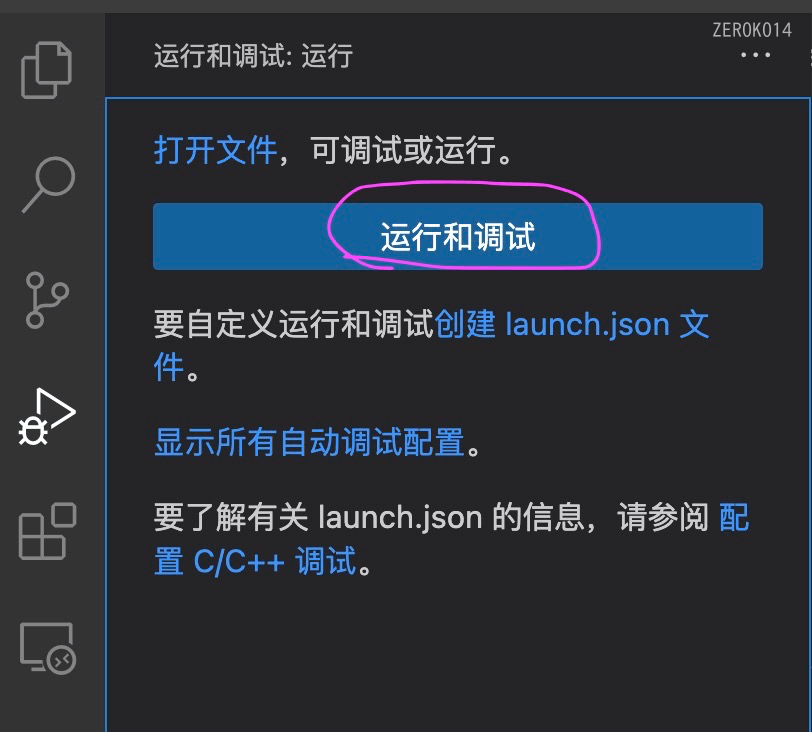 ZEROK014
运行和调试: 运行
···
打开文件，可调试或运行。
运行和调试
要自定义运行和调试创建 launch.json 文
件。
显示所有自动调试配置。
要了解有关 launch.json 的信息，请参阅 配
置 C/C++ 调试。